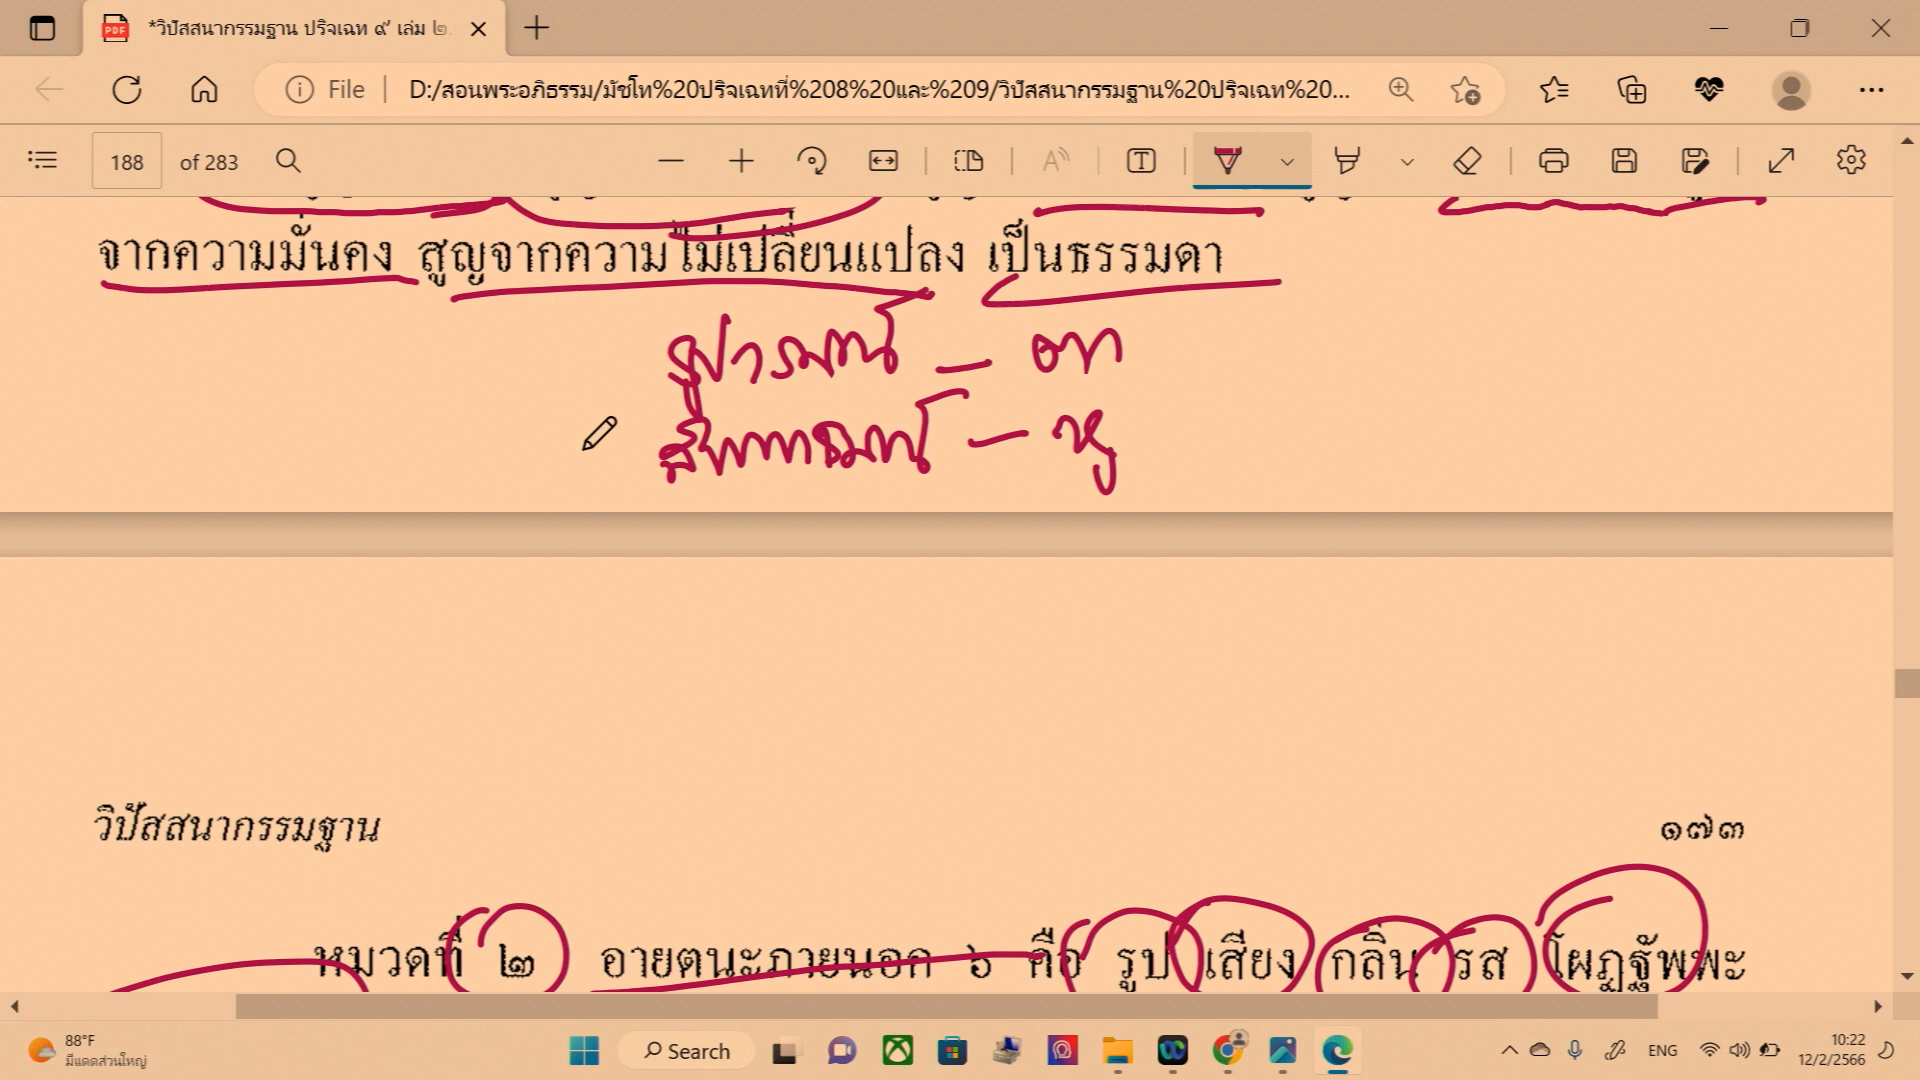 *วิปัสสนากรรมฐาน ปริจเฉท ๙ เล่ม ๒.
File D:/สอนพระอภิธรรม/มัชโท%20ปริจเฉทที่%208%20และ%209/วิปัสสนากรรมฐาน%20ปริจเฉท%20...
188 of 283
จากความมั่นคง สูญจากความไม่เปลี่ยนแปลง เป็นธรรมดา
รูปารมณ์ – ตา
สัททารมณ์ – หู
วิปัสสนากรรมฐาน ๑๗๓
หมวดที่ ๒ อายตนะภายนอก ๖ คือ รูป เสียง กลิ่น รส โผฏฐัพพะ
88°F
มีแดดส่วนใหญ่
Search
ENG
10:22
12/2/2566